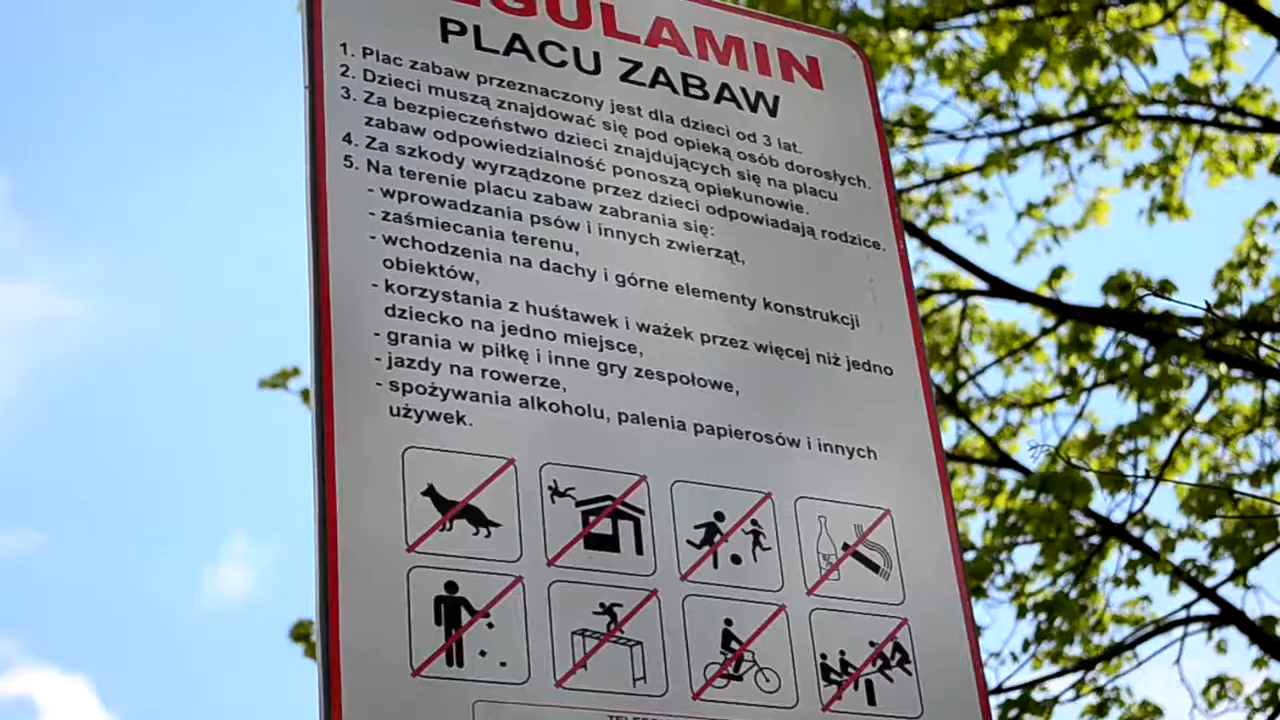 REGULAMIN
PLACU ZABAW
1. Plac zabaw przeznaczony jest dla dzieci od 3 lat.
2. Dzieci muszą znajdować się pod opieką osób dorosłych.
3. Za bezpieczeństwo dzieci znajdujących się na placu
zabaw odpowiedzialność ponoszą opiekunowie.
4. Za szkody wyrządzone przez dzieci odpowiadają rodzice.
5. Na terenie placu zabaw zabrania się:
- wprowadzania psów i innych zwierząt,
- zaśmiecania terenu,
- wchodzenia na dachy i górne elementy konstrukcji
obiektów,
- korzystania z huśtawek i ważek przez więcej niż jedno
dziecko na jedno miejsce,
- grania w piłkę i inne gry zespołowe,
- jazdy na rowerze,
- spożywania alkoholu, palenia papierosów i innych
używek.